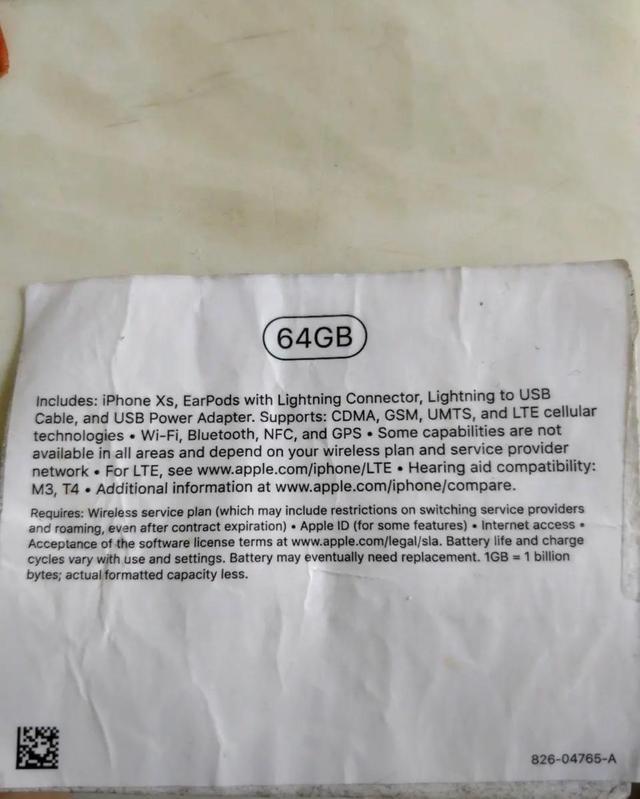 64GB
Includes: iPhone Xs, EarPods with Lightning Connector, Lightning to USB
Cable, and USB Power Adapter. Supports: CDMA, GSM, UMTS, and LTE cellular
technologies • Wi-Fi, Bluetooth, NFC, and GPS • Some capabilities are not
available in all areas and depend on your wireless plan and service provider
network • For LTE, see www.apple.com/iphone/LTE • Hearing aid compatibility:
M3, T4 • Additional information at www.apple.com/iphone/compare.
Requires: Wireless service plan (which may include restrictions on switching service providers
and roaming, even after contract expiration) • Apple ID (for some features) • Internet access •
Acceptance of the software license terms at www.apple.com/legal/sla. Battery life and charge
cycles vary with use and settings. Battery may eventually need replacement. 1GB = 1 billion
bytes; actual formatted capacity less.
826-04765-A